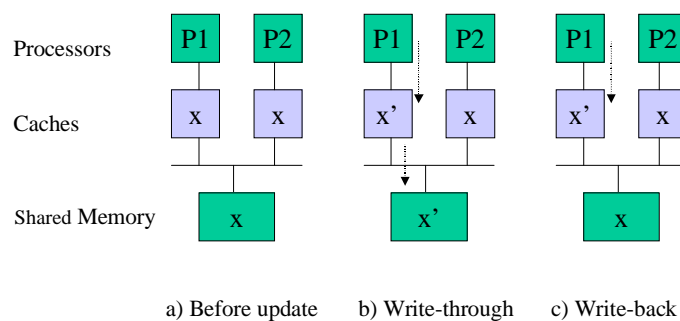 Processors P1 P2 P1 P2 P1 P2
Caches x x x’ x x’ x
Shared Memory x x’ x
a) Before update b) Write-through c) Write-back